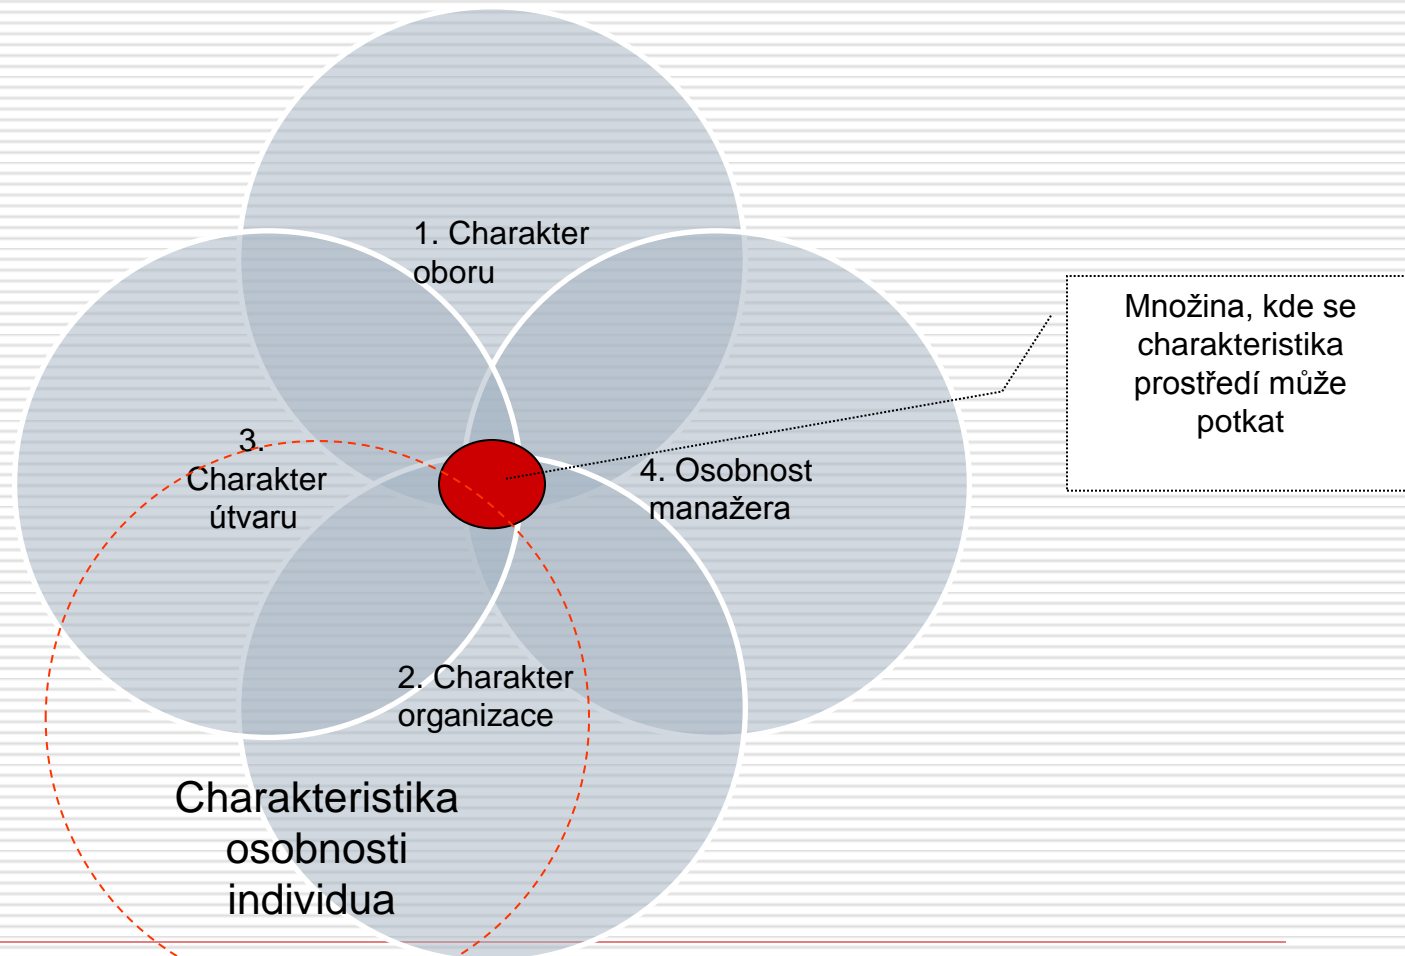 1. Charakter
oboru
Množina, kde se
charakteristika
prostředí může
potkat
3.
Charakter
útvaru
4. Osobnost
manažera
2. Charakter
organizace
Charakteristika
osobnosti
individua